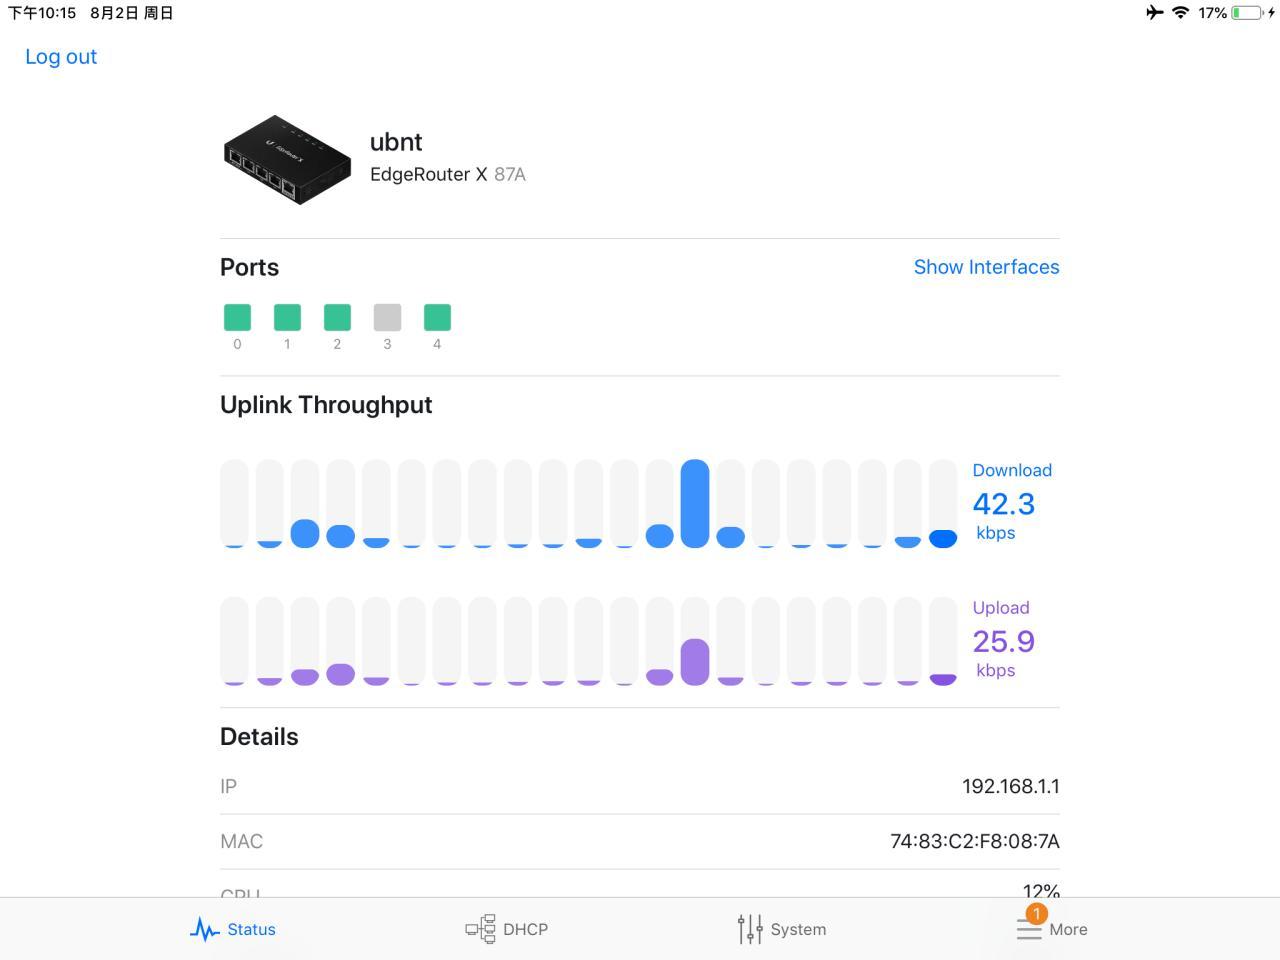 下午10:15 8月2日 周日
17%
Log out
ubnt
EdgeRouter X 87A
Ports
Show Interfaces
0 1 2 3 4
Uplink Throughput
Download
42.3
kbps
Upload
25.9
kbps
Details
IP 192.168.1.1
MAC 74:83:C2:F8:08:7A
CPU 12%
Status
DHCP
System
1
More